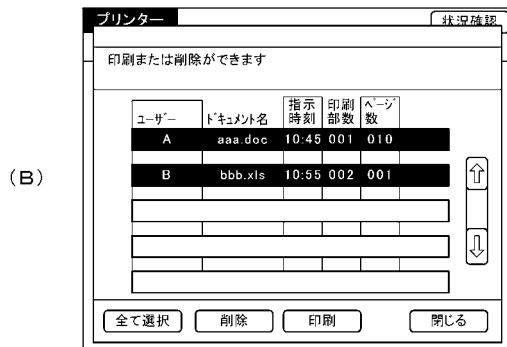 プリンター
状況確認
印刷または削除ができます
ユーザー ドキュメント名 指示時刻 印刷部数 ページ数
A aaa.doc 10:45 001 010
(B)
B bbb.xls 10:55 002 001
全て選択 削除 印刷 閉じる